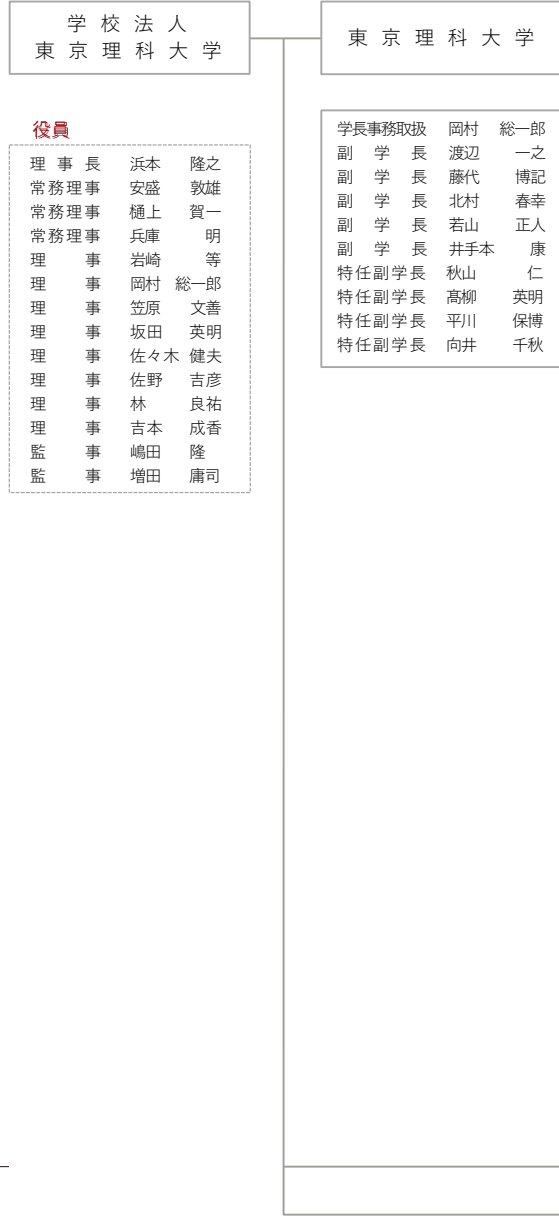 学校法人
東京理科大学
役員
理事長 浜本 隆之
常務理事 安盛 敦雄
常務理事 樋上 賀一
常務理事 兵庫 明
理事 岩崎 等
理事 岡村 総一郎
理事 笠原 文善
理事 坂田 英明
理事 佐々木 健夫
理事 佐野 吉彦
理事 林 良祐
理事 吉本 成香
監事 嶋田 隆
監事 増田 庸司
東京理科大学
学長事務取扱 岡村 総一郎
副学長 渡辺 一之
副学長 藤代 博記
副学長 北村 春幸
副学長 若山 正人
副学長 井手本 康
特任副学長 秋山 仁
特任副学長 髙柳 英明
特任副学長 平川 保博
特任副学長 向井 千秋